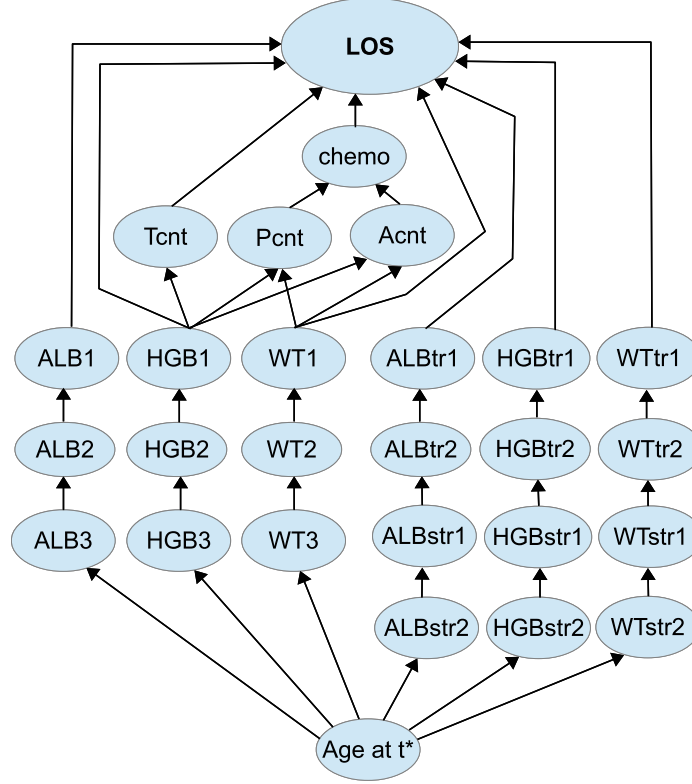 LOS
chemo
Tcnt
Pcnt
Acnt
ALB1
HGB1
WT1
ALBtr1
HGBtr1
WTtr1
ALB2
HGB2
WT2
ALBtr2
HGBtr2
WTtr2
ALB3
HGB3
WT3
ALBstr1
HGBstr1
WTstr1
ALBstr2
HGBstr2
WTstr2
Age at t*